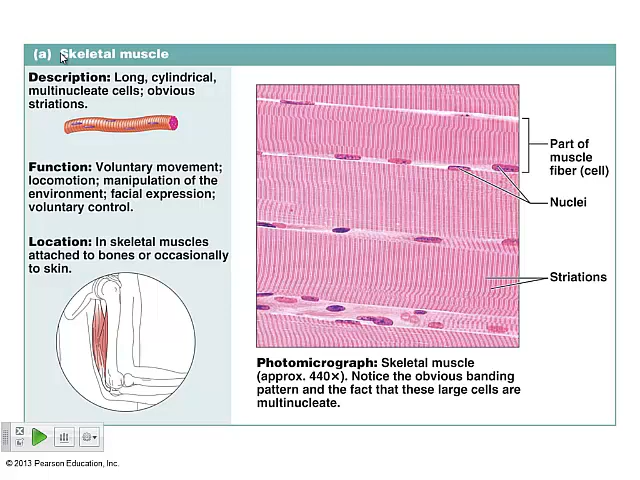 (a) Skeletal muscle
Description: Long, cylindrical,
multinucleate cells; obvious
striations.
Function: Voluntary movement;
locomotion; manipulation of the
environment; facial expression;
voluntary control.
Location: In skeletal muscles
attached to bones or occasionally
to skin.
Part of
muscle
fiber (cell)
Nuclei
Striations
Photomicrograph: Skeletal muscle
(approx. 440×). Notice the obvious banding
pattern and the fact that these large cells are
multinucleate.
© 2013 Pearson Education, Inc.